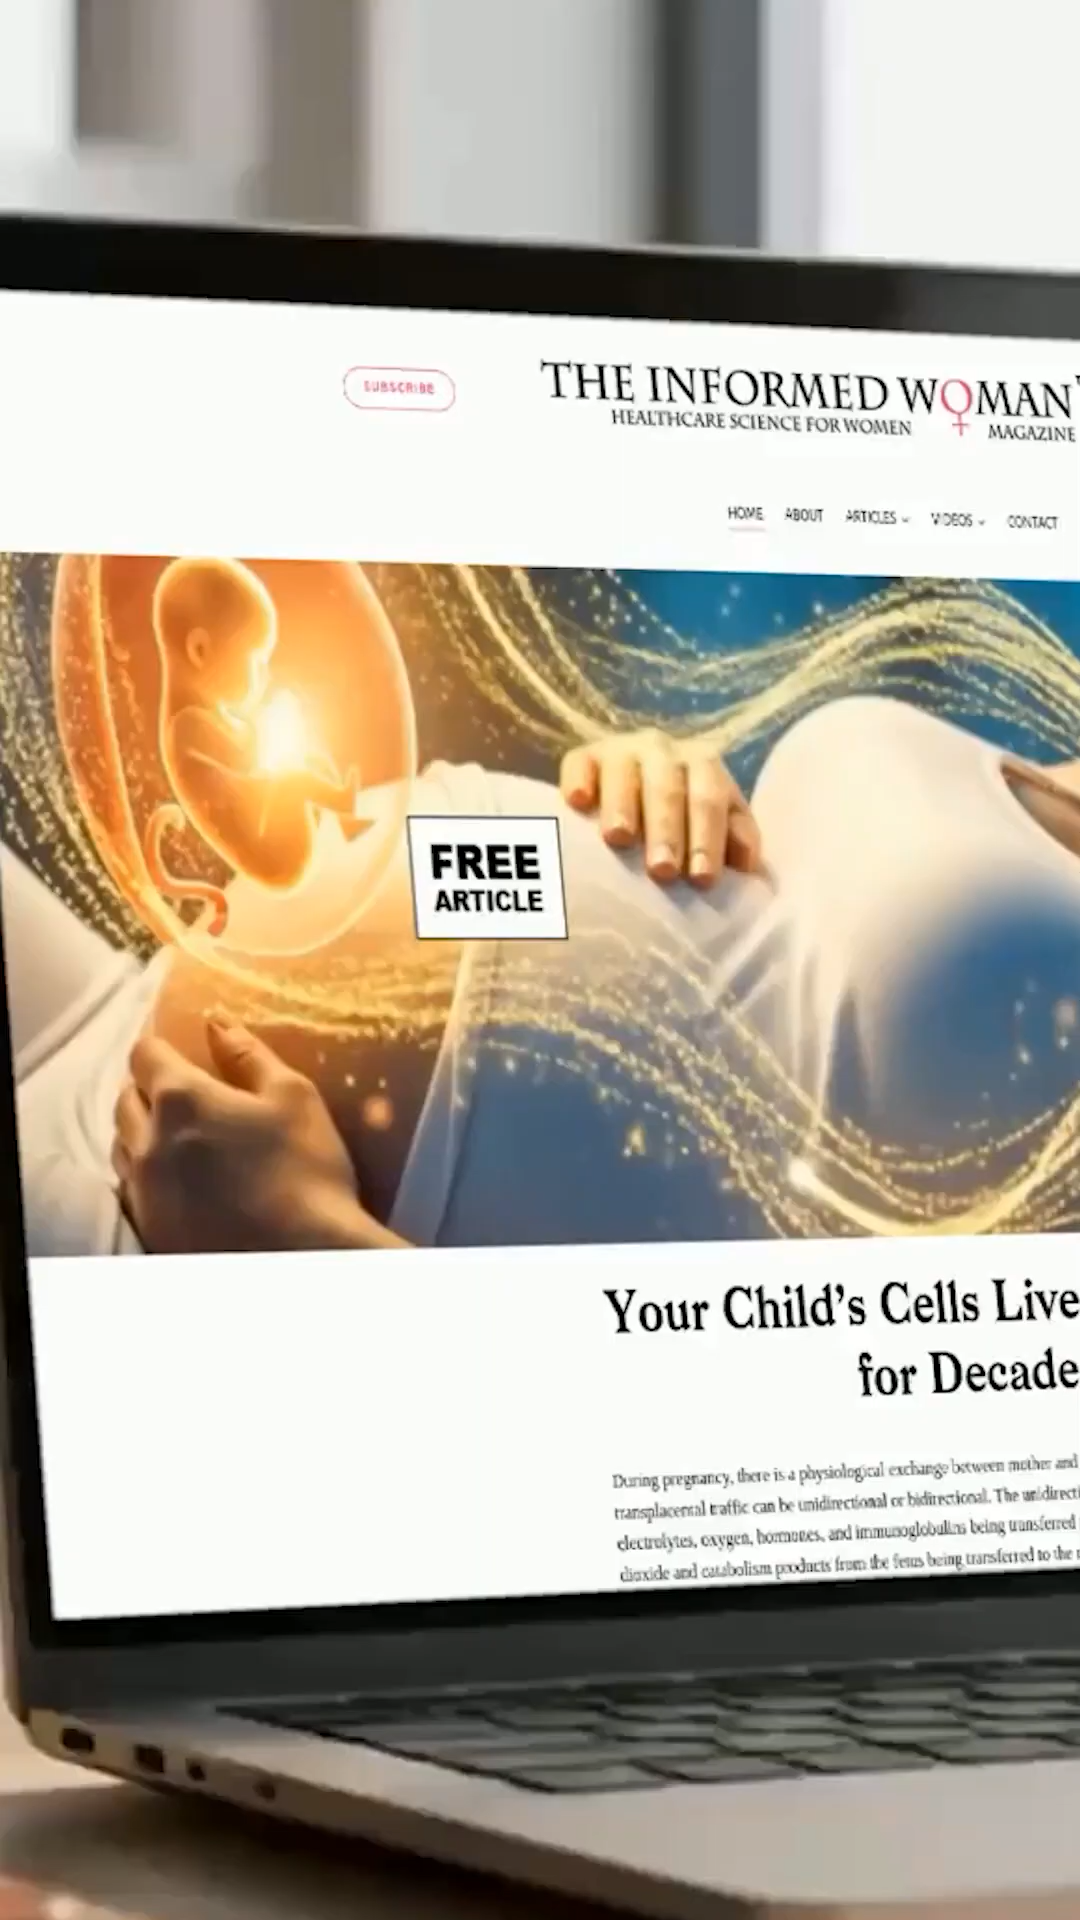 SUBSCRIBE
THE INFORMED WOMAN
HEALTHCARE SCIENCE FOR WOMEN
MAGAZINE
HOME ABOUT ARTICLES VIDEOS CONTACT
FREE
ARTICLE
Your Child's Cells Live
for Decade
During pregnancy, there is a physiological exchange between mother and
transplacental traffic can be unidirectional or bidirectional. The unidirecti
electrolytes, oxygen, hormones, and immunoglobulins being transferred
dioxide and catabolism products from the fetus being transferred to the